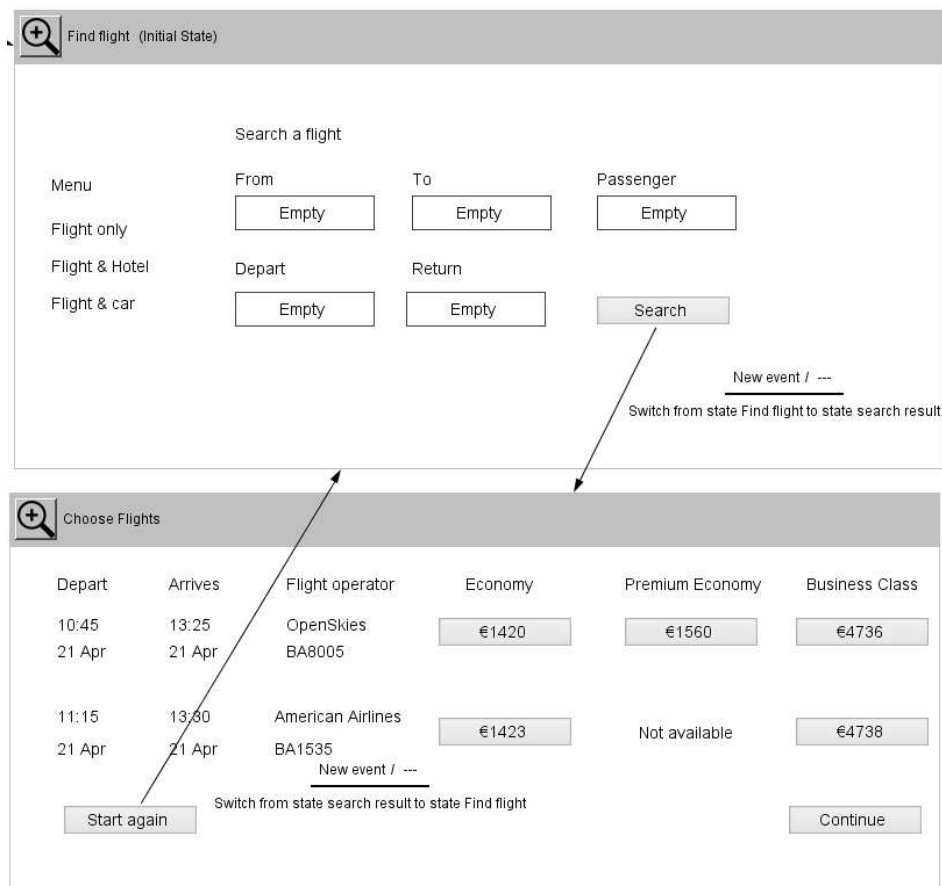 Find flight (Initial State)
Search a flight
Menu
Flight only
Flight & Hotel
Flight & car
From To Passenger
Empty Empty Empty
Depart Return
Empty Empty Search
New event / ---
Switch from state Find flight to state search result
Choose Flights
Depart Arrives Flight operator Economy Premium Economy Business Class
10:45 13:25 OpenSkies €1420 €1560 €4736
21 Apr 21 Apr BA8005
11:15 13:30 American Airlines €1423 Not available €4738
21 Apr 21 Apr BA1535
New event / ---
Switch from state search result to state Find flight
Start again Continue